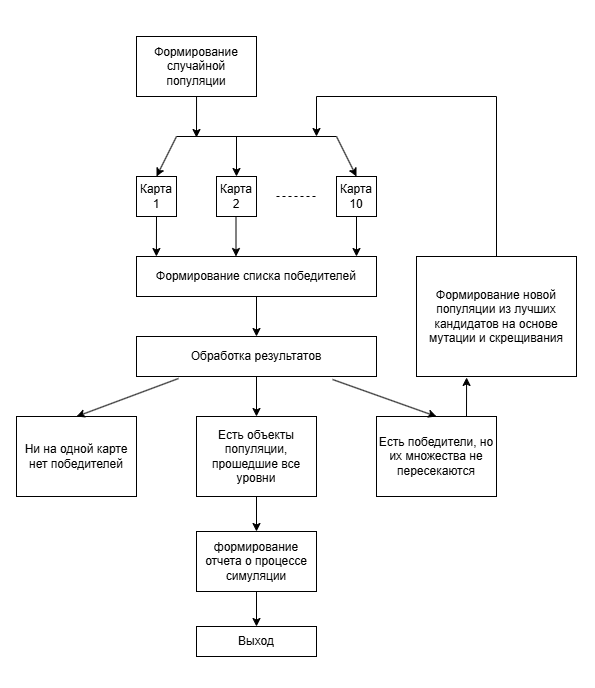 Формирование
случайной
популяции
Карта
1
Карта
2
Карта
10
Формирование списка победителей
Формирование новой
популяции из лучших
кандидатов на основе
мутации и скрещивания
Обработка результатов
Ни на одной карте
нет победителей
Есть объекты
популяции,
прошедшие все
уровни
Есть победители, но
их множества не
пересекаются
формирование
отчета о процессе
симуляции
Выход